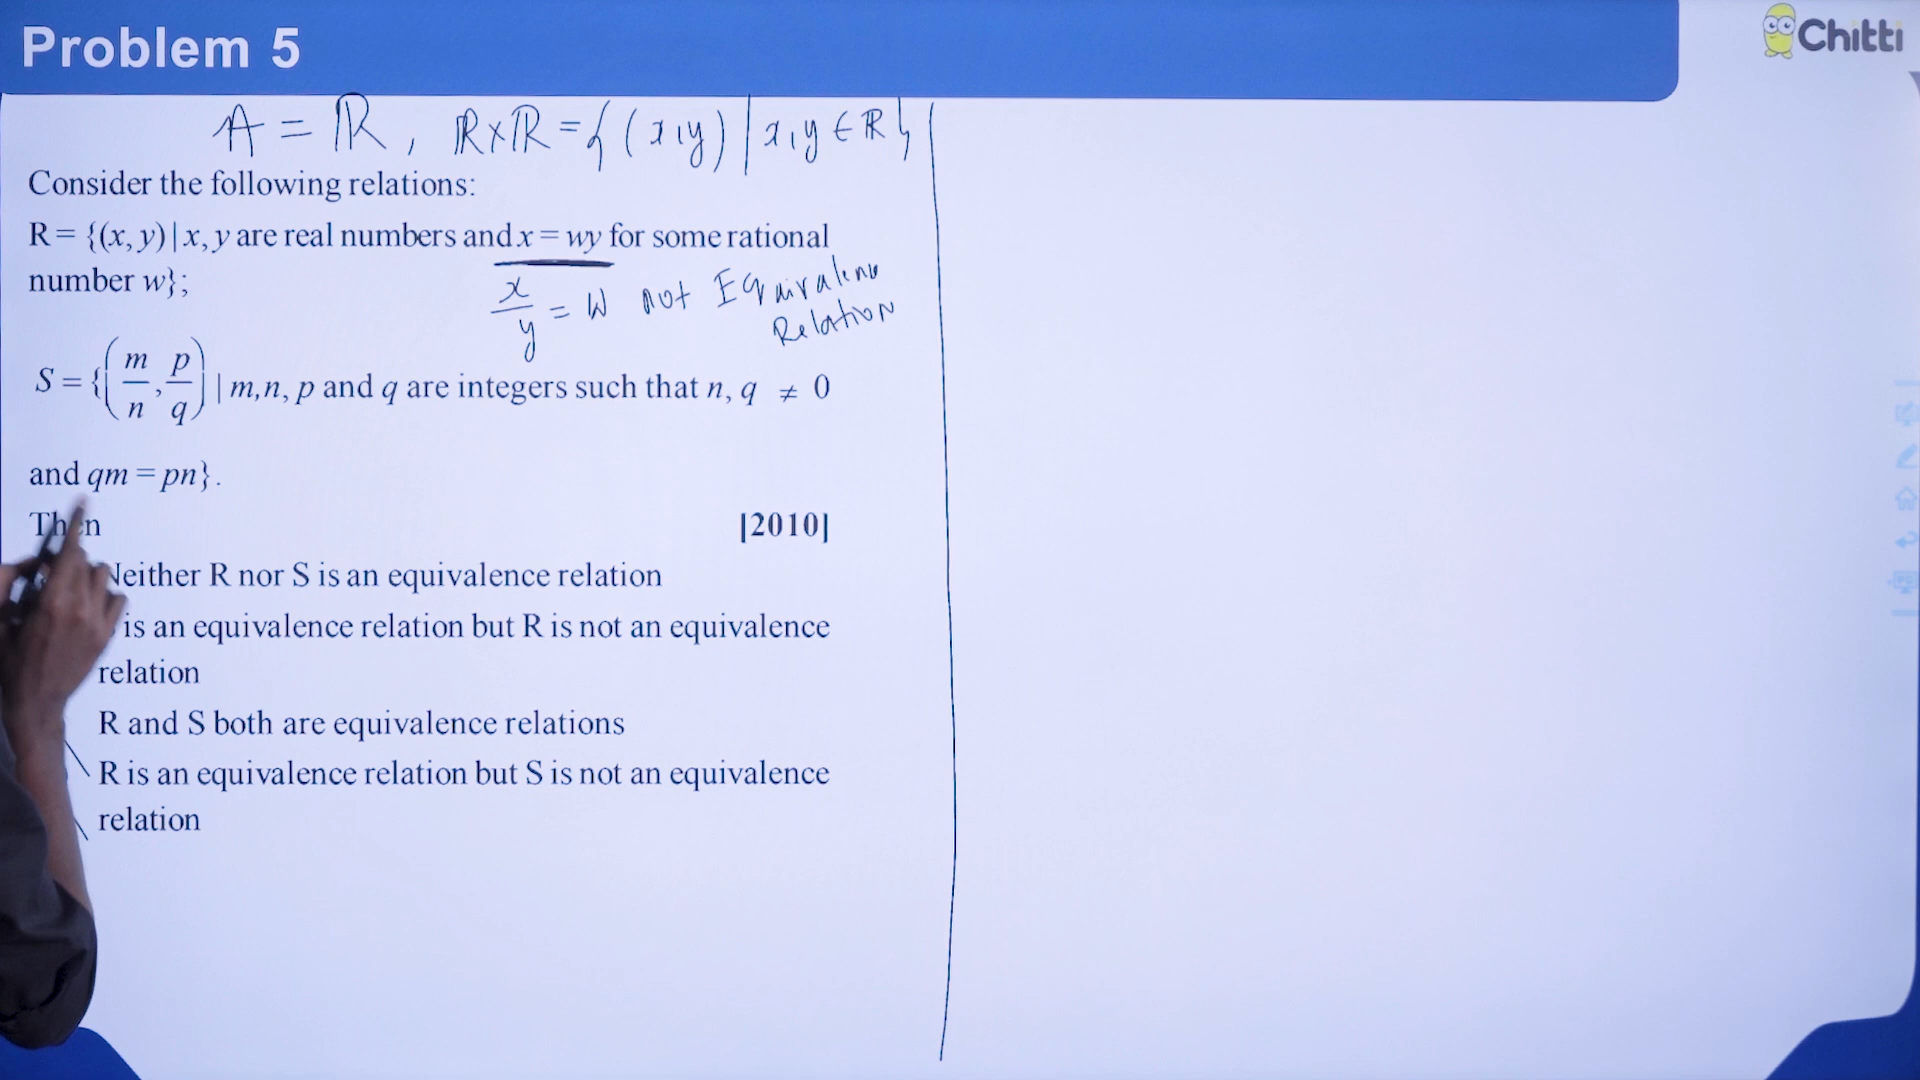 Problem 5
Chitti
A = ℝ, ℝ×ℝ = {(x,y) | x,y ∈ ℝ}
Consider the following relations:
R = {(x, y) | x, y are real numbers and x = wy for some rational
number w};
x/y = W not Equivalence
Relation
S = {(m/n, p/q) | m,n, p and q are integers such that n, q ≠ 0
and qm = pn}.
Then [2010]
Neither R nor S is an equivalence relation
is an equivalence relation but R is not an equivalence
relation
R and S both are equivalence relations
R is an equivalence relation but S is not an equivalence
relation